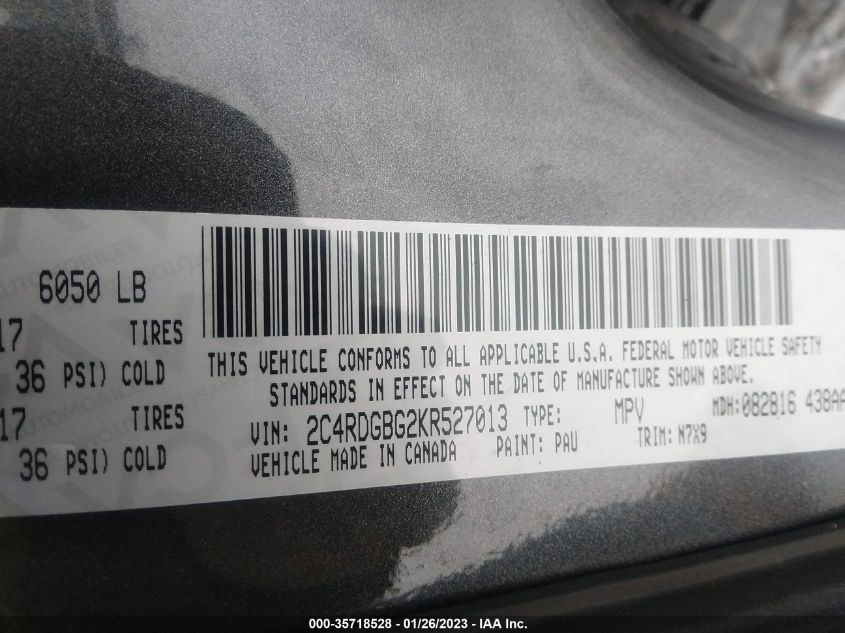 6050 LB
17 TIRES
36 PSI) COLD
17 TIRES
36 PSI) COLD
THIS VEHICLE CONFORMS TO ALL APPLICABLE U.S.A. FEDERAL MOTOR VEHICLE SAFETY
STANDARDS IN EFFECT ON THE DATE OF MANUFACTURE SHOWN ABOVE.
VIN: 2C4RDGBG2KR527013 TYPE: MPV MDH: 082816 438AA
VEHICLE MADE IN CANADA PAINT: PAU TRIM: N7X9
000-35718528 - 01/26/2023 - IAA Inc.